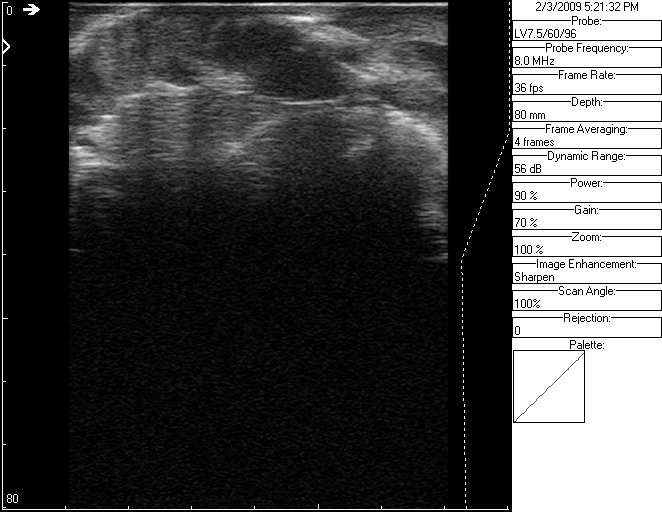 0
80
2/3/2009 5:21:32 PM
Probe:
LV7.5/60/96
Probe Frequency:
8.0 MHz
Frame Rate:
36 fps
Depth:
80 mm
Frame Averaging:
4 frames
Dynamic Range:
56 dB
Power:
90 %
Gain:
70 %
Zoom:
100 %
Image Enhancement:
Sharpen
Scan Angle:
100%
Rejection:
0
Palette: